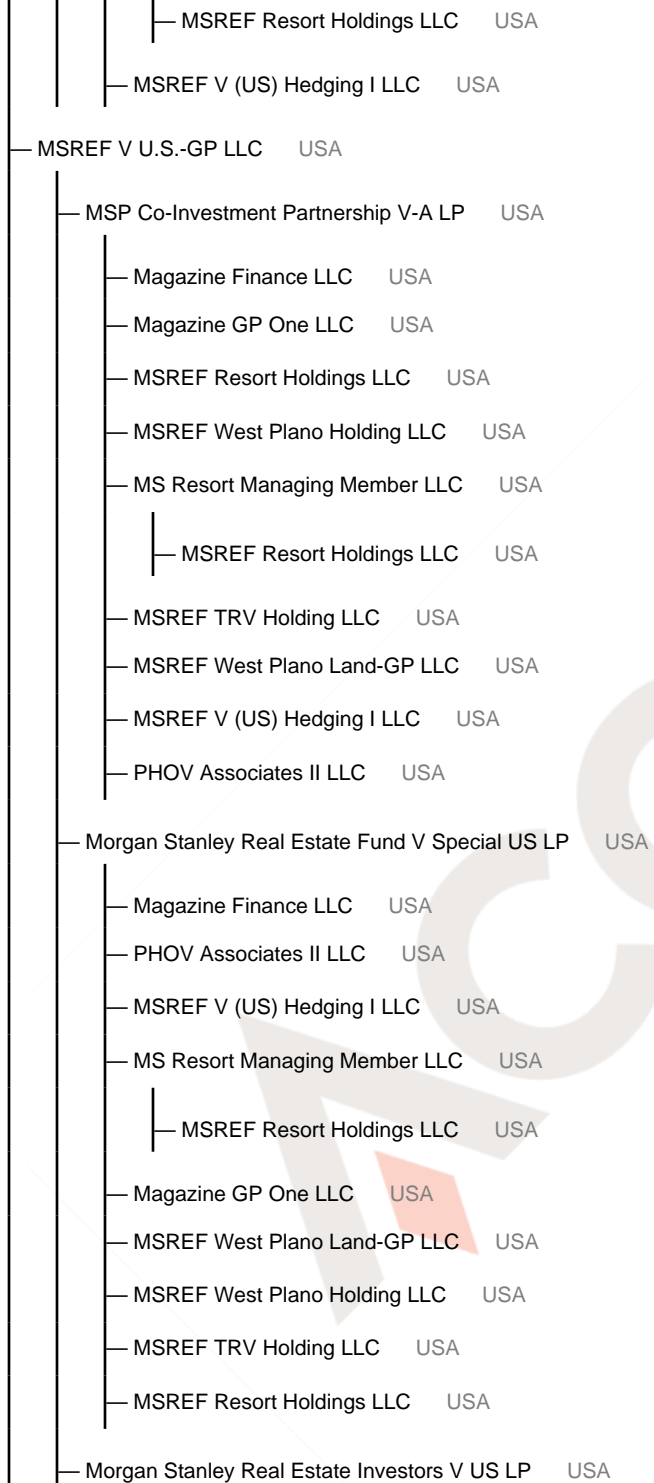 MSREF Resort Holdings LLC USA
MSREF V (US) Hedging I LLC USA
MSREF V U.S.-GP LLC USA
MSP Co-Investment Partnership V-A LP USA
Magazine Finance LLC USA
Magazine GP One LLC USA
MSREF Resort Holdings LLC USA
MSREF West Plano Holding LLC USA
MS Resort Managing Member LLC USA
MSREF Resort Holdings LLC USA
MSREF TRV Holding LLC USA
MSREF West Plano Land-GP LLC USA
MSREF V (US) Hedging I LLC USA
PHOV Associates II LLC USA
Morgan Stanley Real Estate Fund V Special US LP USA
Magazine Finance LLC USA
PHOV Associates II LLC USA
MSREF V (US) Hedging I LLC USA
MS Resort Managing Member LLC USA
MSREF Resort Holdings LLC USA
Magazine GP One LLC USA
MSREF West Plano Land-GP LLC USA
MSREF West Plano Holding LLC USA
MSREF TRV Holding LLC USA
MSREF Resort Holdings LLC USA
Morgan Stanley Real Estate Investors V US LP USA